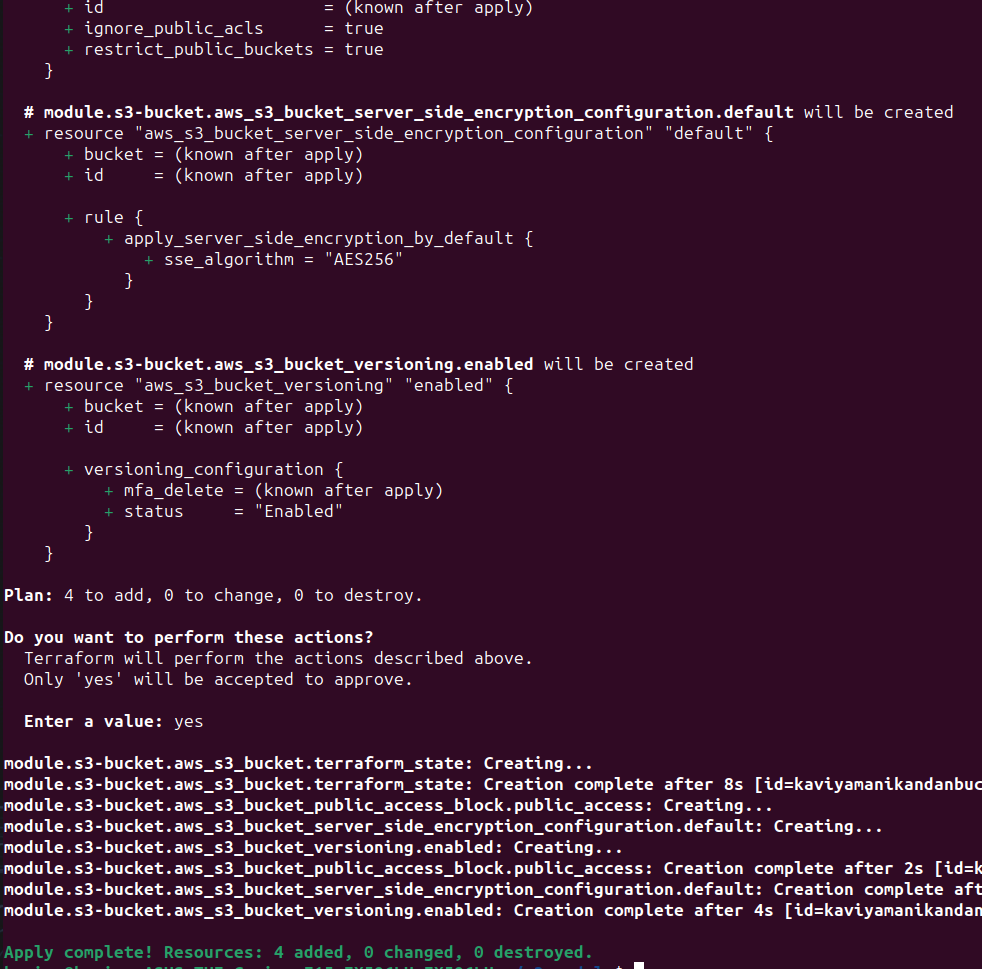 + id                      = (known after apply)
+ ignore_public_acls      = true
+ restrict_public_buckets = true
}
# module.s3-bucket.aws_s3_bucket_server_side_encryption_configuration.default will be created
+ resource "aws_s3_bucket_server_side_encryption_configuration" "default" {
+ bucket = (known after apply)
+ id     = (known after apply)
+ rule {
+ apply_server_side_encryption_by_default {
+ sse_algorithm = "AES256"
}
}
}
# module.s3-bucket.aws_s3_bucket_versioning.enabled will be created
+ resource "aws_s3_bucket_versioning" "enabled" {
+ bucket = (known after apply)
+ id     = (known after apply)
+ versioning_configuration {
+ mfa_delete = (known after apply)
+ status     = "Enabled"
}
}
Plan: 4 to add, 0 to change, 0 to destroy.
Do you want to perform these actions?
Terraform will perform the actions described above.
Only 'yes' will be accepted to approve.
Enter a value: yes
module.s3-bucket.aws_s3_bucket.terraform_state: Creating...
module.s3-bucket.aws_s3_bucket.terraform_state: Creation complete after 8s [id=kaviyamanikandanbuc
module.s3-bucket.aws_s3_bucket_public_access_block.public_access: Creating...
module.s3-bucket.aws_s3_bucket_server_side_encryption_configuration.default: Creating...
module.s3-bucket.aws_s3_bucket_versioning.enabled: Creating...
module.s3-bucket.aws_s3_bucket_public_access_block.public_access: Creation complete after 2s [id=k
module.s3-bucket.aws_s3_bucket_server_side_encryption_configuration.default: Creation complete aft
module.s3-bucket.aws_s3_bucket_versioning.enabled: Creation complete after 4s [id=kaviyamanikandan
Apply complete! Resources: 4 added, 0 changed, 0 destroyed.